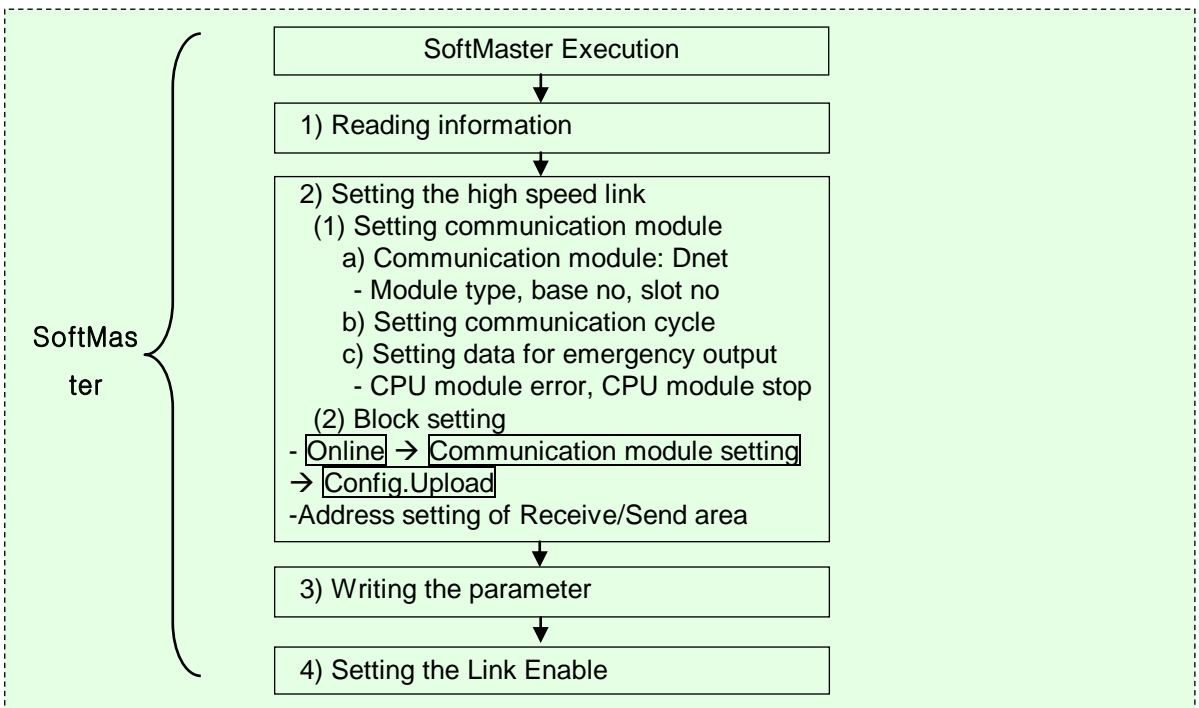 SoftMaster Execution
1) Reading information
2) Setting the high speed link
(1) Setting communication module
a) Communication module: Dnet
- Module type, base no, slot no
b) Setting communication cycle
c) Setting data for emergency output
- CPU module error, CPU module stop
(2) Block setting
- Online → Communication module setting
→ Config.Upload
-Address setting of Receive/Send area
SoftMas
ter
3) Writing the parameter
4) Setting the Link Enable